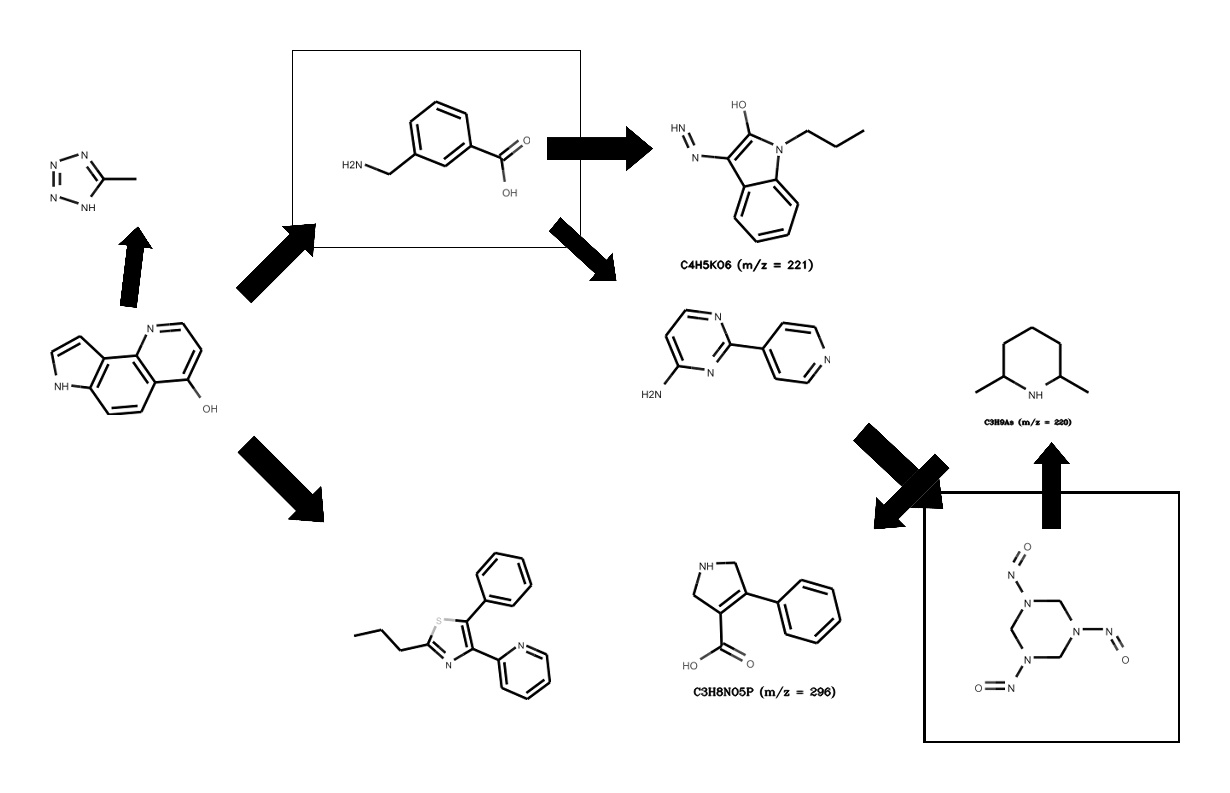 HO
HN
N
N
N
N
N
N
NH
H2N
O
OH
C4H5KO6 (m/z = 221)
N
NH
OH
N
N
N
H2N
NH
C3H9As (m/z = 220)
S
N
N
NH
HO
O
C3H8NO5P (m/z = 296)
O
N
N
N
N
O
N
O
N